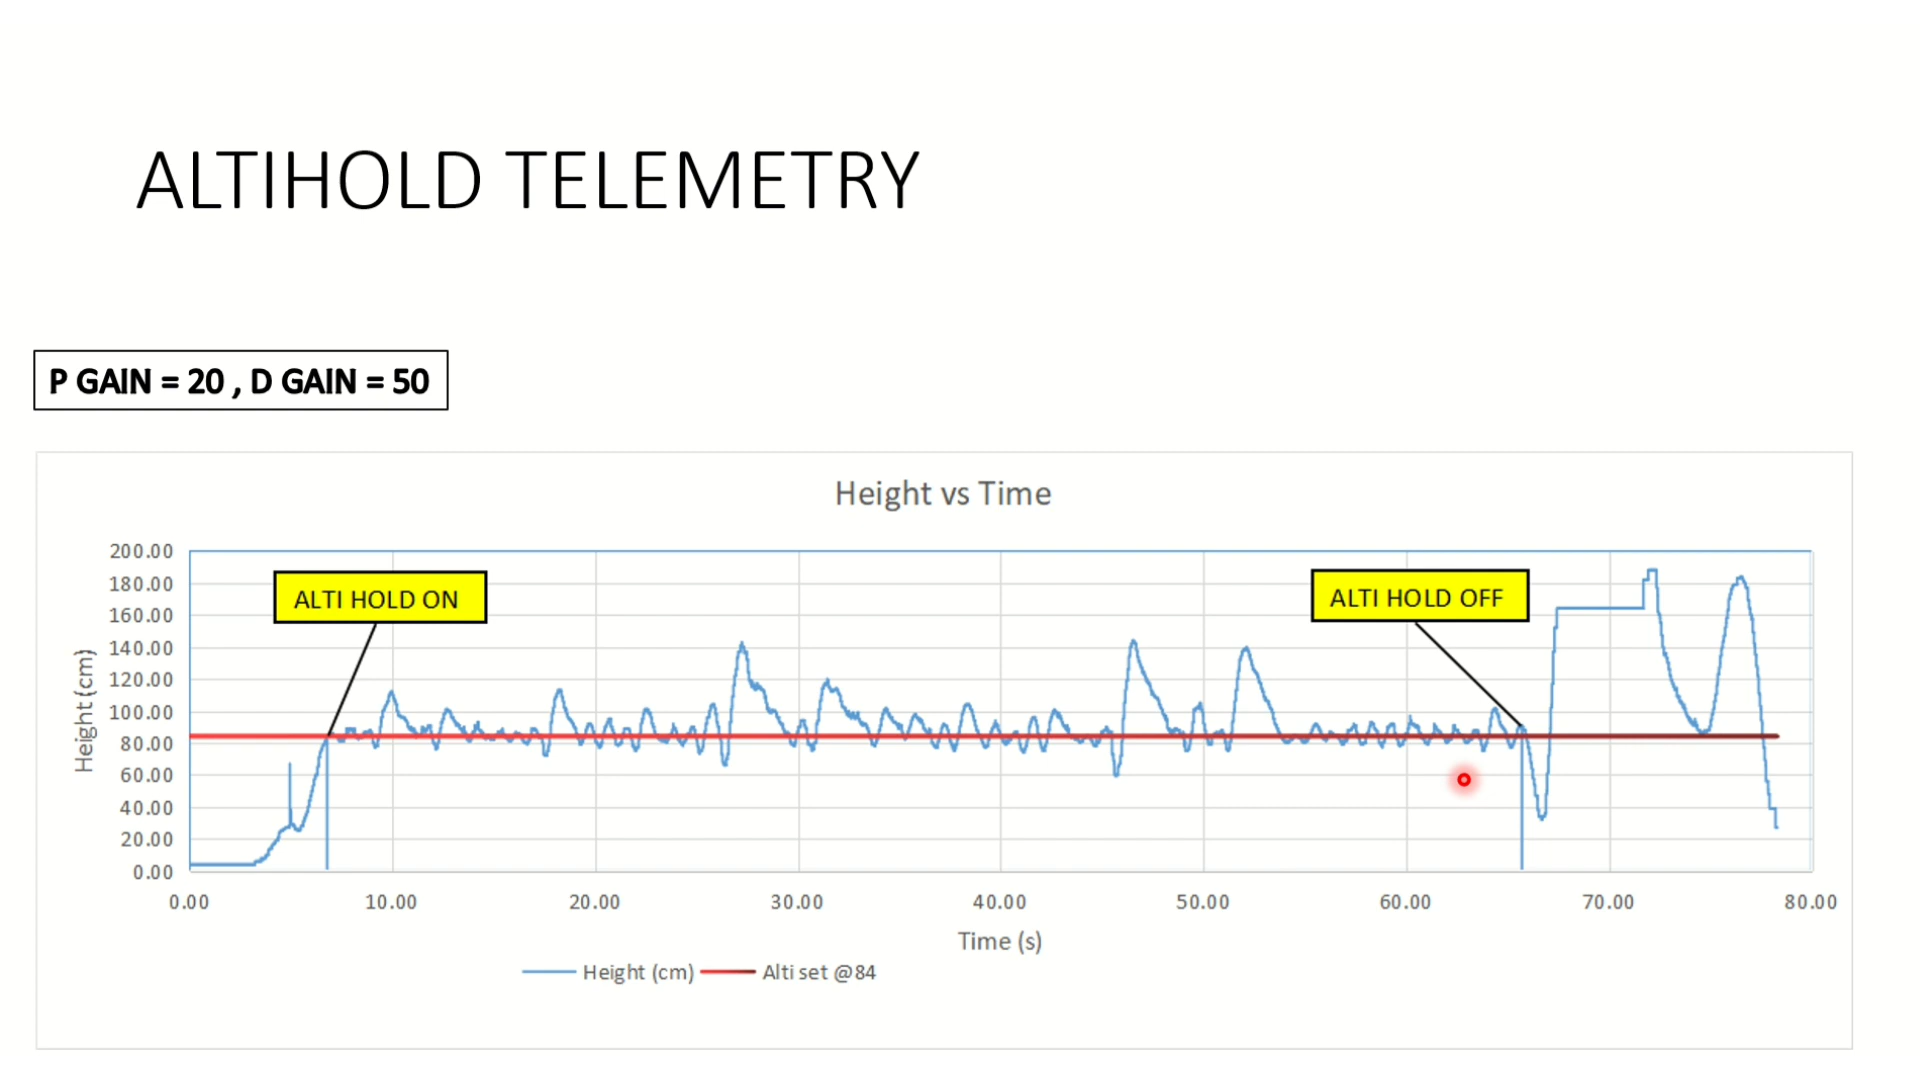 ALTIHOLD TELEMETRY
P GAIN = 20 , D GAIN = 50
Height vs Time
200.00
180.00
160.00
140.00
120.00
100.00
80.00
60.00
40.00
20.00
0.00
Height (cm)
ALTI HOLD ON
ALTI HOLD OFF
0.00 10.00 20.00 30.00 40.00 50.00 60.00 70.00 80.00
Time (s)
Height (cm) Alti set @84